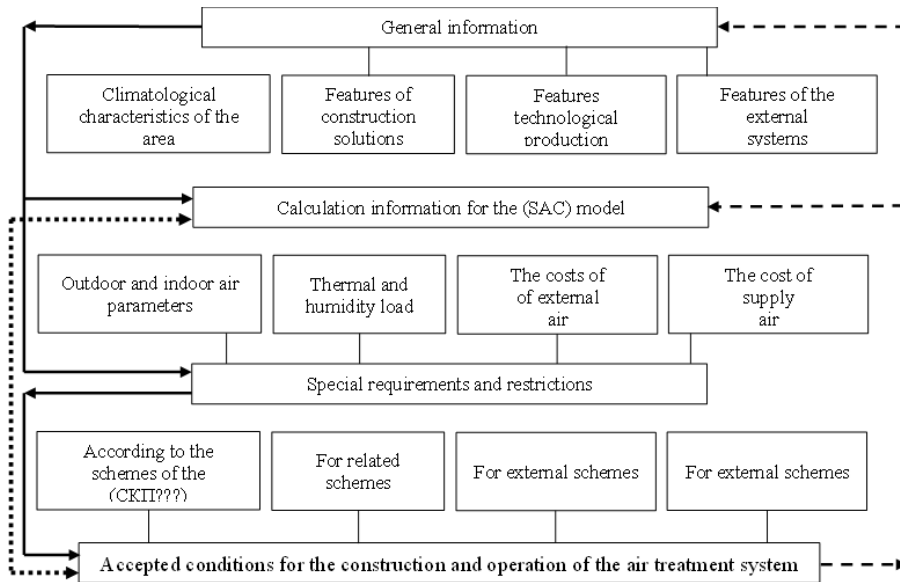 General information
Climatological
characteristics of the
area
Features of
construction
solutions
Features
technological
production
Features of the
external
systems
Calculation information for the (SAC) model
Outdoor and indoor air
parameters
Thermal and
humidity load
The costs of
of external
air
The cost of
supply
air
Special requirements and restrictions
According to the
schemes of the
(СКП???)
For related
schemes
For external schemes
For external schemes
Accepted conditions for the construction and operation of the air treatment system